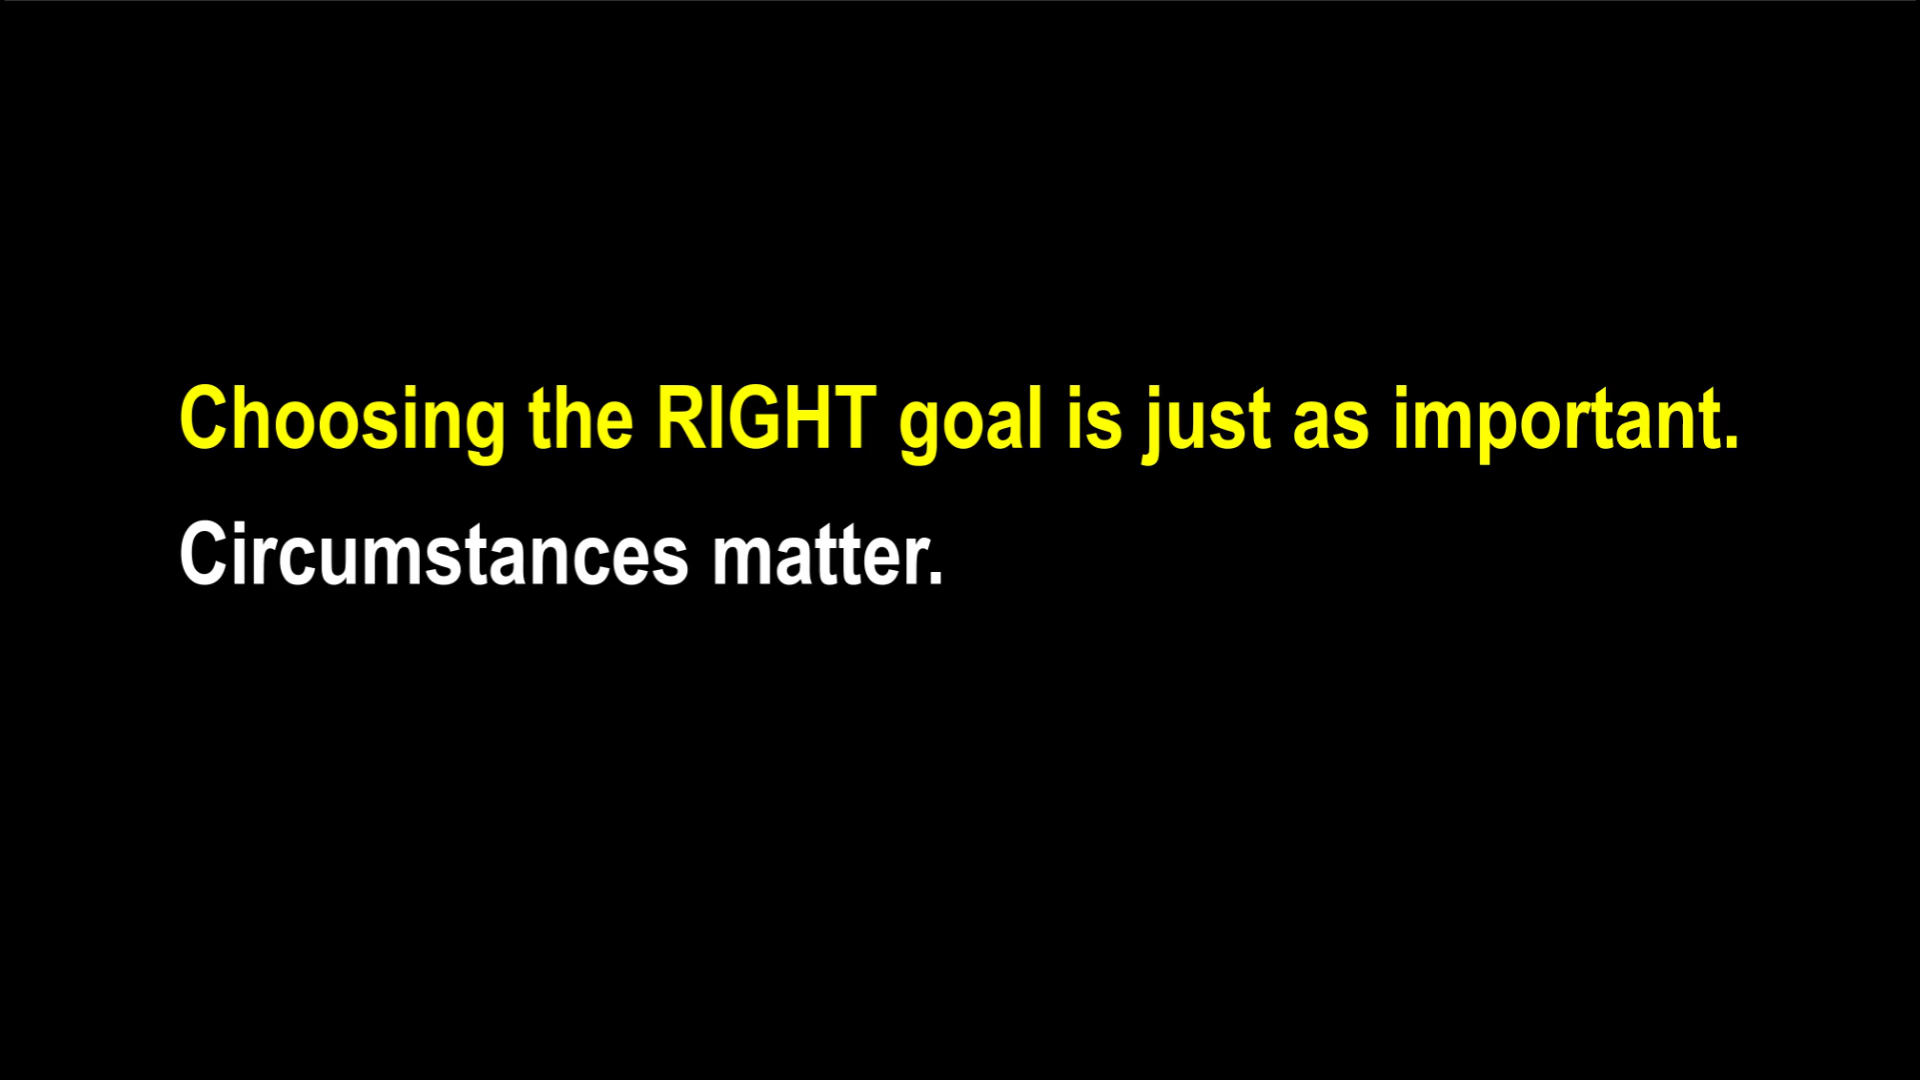 Choosing the RIGHT goal is just as important.
Circumstances matter.